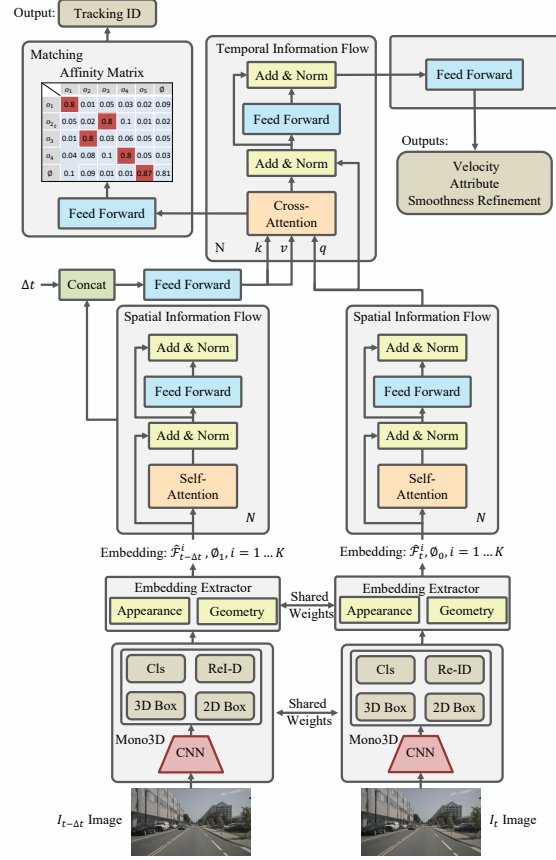 Output: Tracking ID
Matching
Affinity Matrix
o₁ o₂ o₃ o₄ o₅ Ø
o₁ 0.8 0.01 0.05 0.03 0.02 0.09
0.05 0.02 0.8 0.1 0.01 0.02
o₃ 0.01 0.8 0.03 0.06 0.05 0.05
o₄ 0.04 0.08 0.1 0.8 0.05 0.03
Ø 0.1 0.09 0.01 0.01 0.87 0.81
Feed Forward
Temporal Information Flow
Add & Norm
Feed Forward
Add & Norm
Cross-
Attention
N k v q
Feed Forward
Outputs:
Velocity
Attribute
Smoothness Refinement
Δt Concat Feed Forward
Spatial Information Flow
Add & Norm
Feed Forward
Add & Norm
Self-
Attention
N
Spatial Information Flow
Add & Norm
Feed Forward
Add & Norm
Self-
Attention
N
Embedding: ℱ̂ⁱₜ₋Δₜ, Ø₁, i = 1 … K
Embedding: ℱ̂ⁱₜ, Ø₀, i = 1 … K
Embedding Extractor
Appearance Geometry
Shared
Weights
Embedding Extractor
Appearance Geometry
Cls ReI-D
3D Box 2D Box
Mono3D
CNN
Shared
Weights
Cls Re-ID
3D Box 2D Box
Mono3D
CNN
Iₜ₋Δₜ Image
Iₜ Image